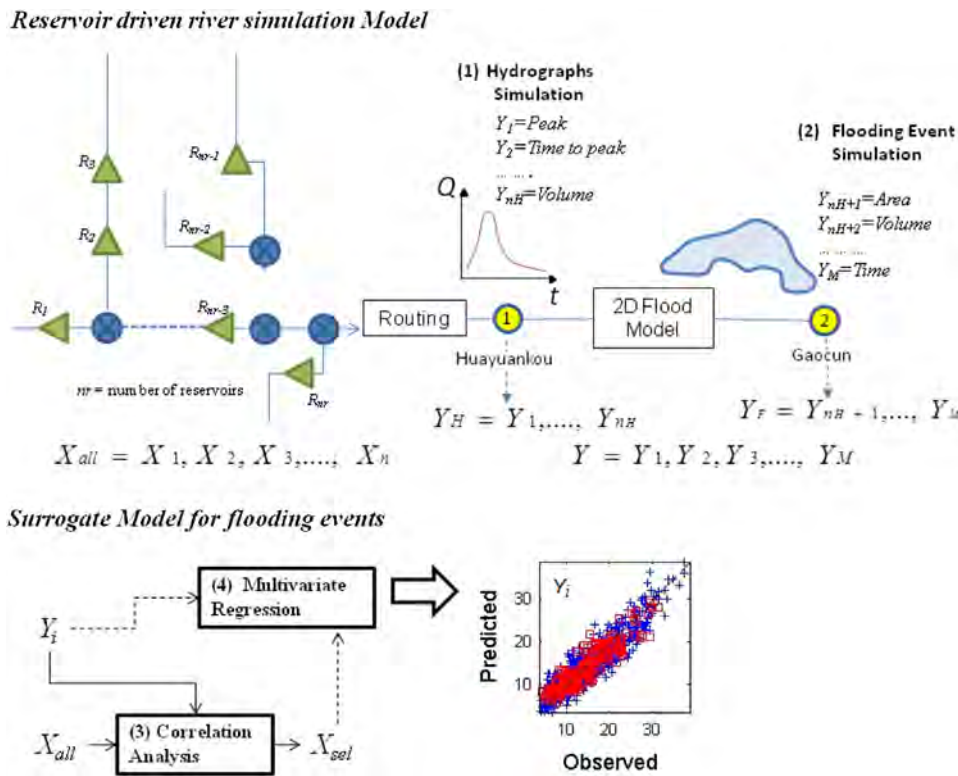 Reservoir driven river simulation Model
(1) Hydrographs
Simulation
Y1=Peak
Y2=Time to peak
........
YnH=Volume
(2) Flooding Event
Simulation
YnH+1=Area
YnH+2=Volume
............
YM=Time
R3
R2
R1
Rnr-1
Rnr-2
Rnr-3
Rnr
nr = number of reservoirs
Q
t
Routing
1
Huayuankou
2D Flood
Model
2
Gaocun
YH = Y1,...., YnH
YF = YnH + 1,..., YM
Xall = X1, X2, X3,...., Xn
Y = Y1, Y2, Y3,...., YM
Surrogate Model for flooding events
(4) Multivariate
Regression
Yi
Xall
(3) Correlation
Analysis
Xsel
Yi
Predicted
30
20
10
10 20 30
Observed